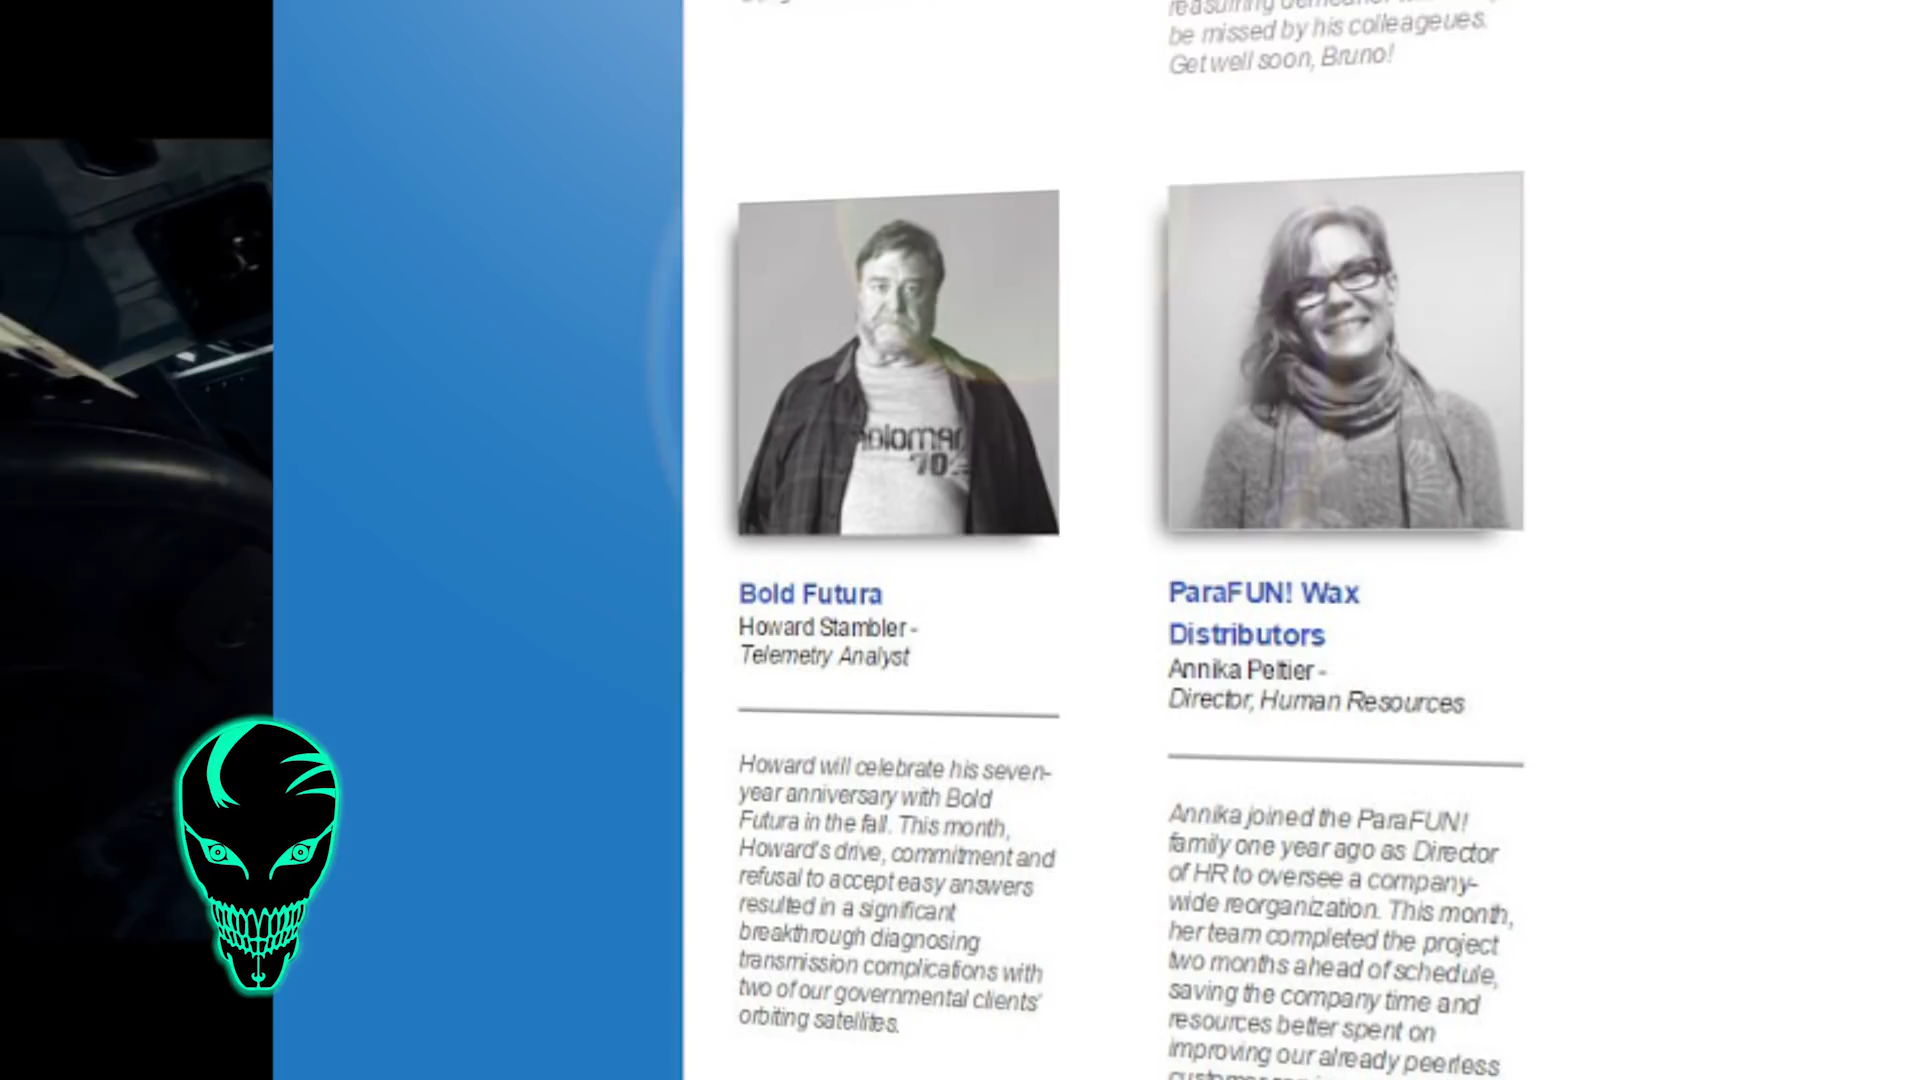 be missed by his colleageues.
Get well soon, Bruno!
70
Bold Futura
Howard Stambler -
Telemetry Analyst
Howard will celebrate his seven-
year anniversary with Bold
Futura in the fall. This month,
Howard's drive, commitment and
refusal to accept easy answers
resulted in a significant
breakthrough diagnosing
transmission complications with
two of our governmental clients'
orbiting satellites.
ParaFUN! Wax
Distributors
Annika Peltier -
Director, Human Resources
Annika joined the ParaFUN!
family one year ago as Director
of HR to oversee a company-
wide reorganization. This month,
her team completed the project
two months ahead of schedule,
saving the company time and
resources better spent on
improving our already peerless